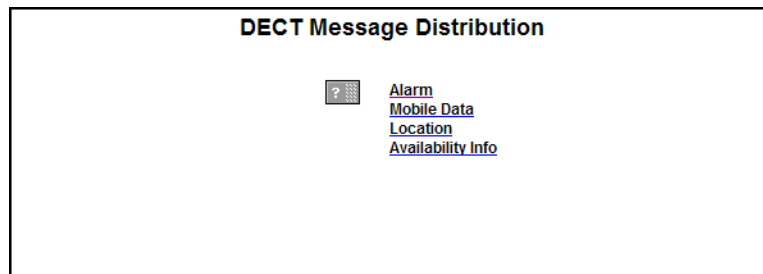 DECT Message Distribution
?
Alarm
Mobile Data
Location
Availability Info